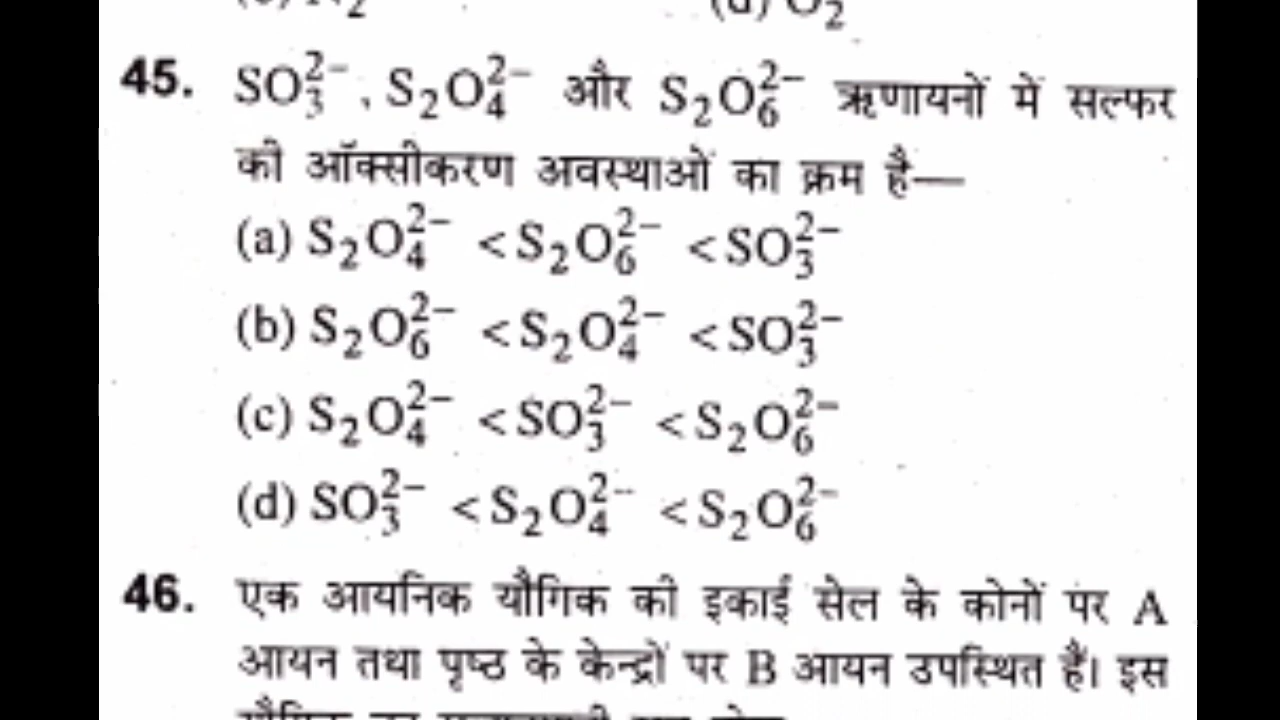 (d) O₂
45. SO₃²⁻, S₂O₄²⁻ और S₂O₆²⁻ ऋणायनों में सल्फर
की ऑक्सीकरण अवस्थाओं का क्रम है—
(a) S₂O₄²⁻ < S₂O₆²⁻ < SO₃²⁻
(b) S₂O₆²⁻ < S₂O₄²⁻ < SO₃²⁻
(c) S₂O₄²⁻ < SO₃²⁻ < S₂O₆²⁻
(d) SO₃²⁻ < S₂O₄²⁻ < S₂O₆²⁻
46. एक आयनिक यौगिक की इकाई सेल के कोनों पर A
आयन तथा पृष्ठ के केन्द्रों पर B आयन उपस्थित हैं। इस